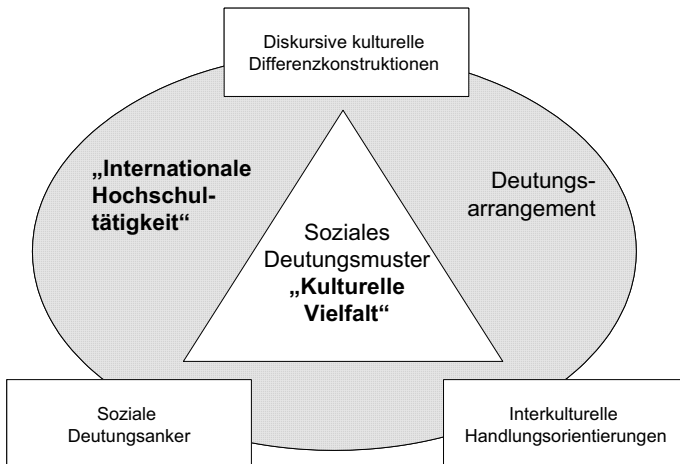 Diskursive kulturelle
Differenzkonstruktionen
„Internationale
Hochschul-
tätigkeit“
Deutungs-
arrangement
Soziales
Deutungsmuster
„Kulturelle
Vielfalt“
Soziale
Deutungsanker
Interkulturelle
Handlungsorientierungen